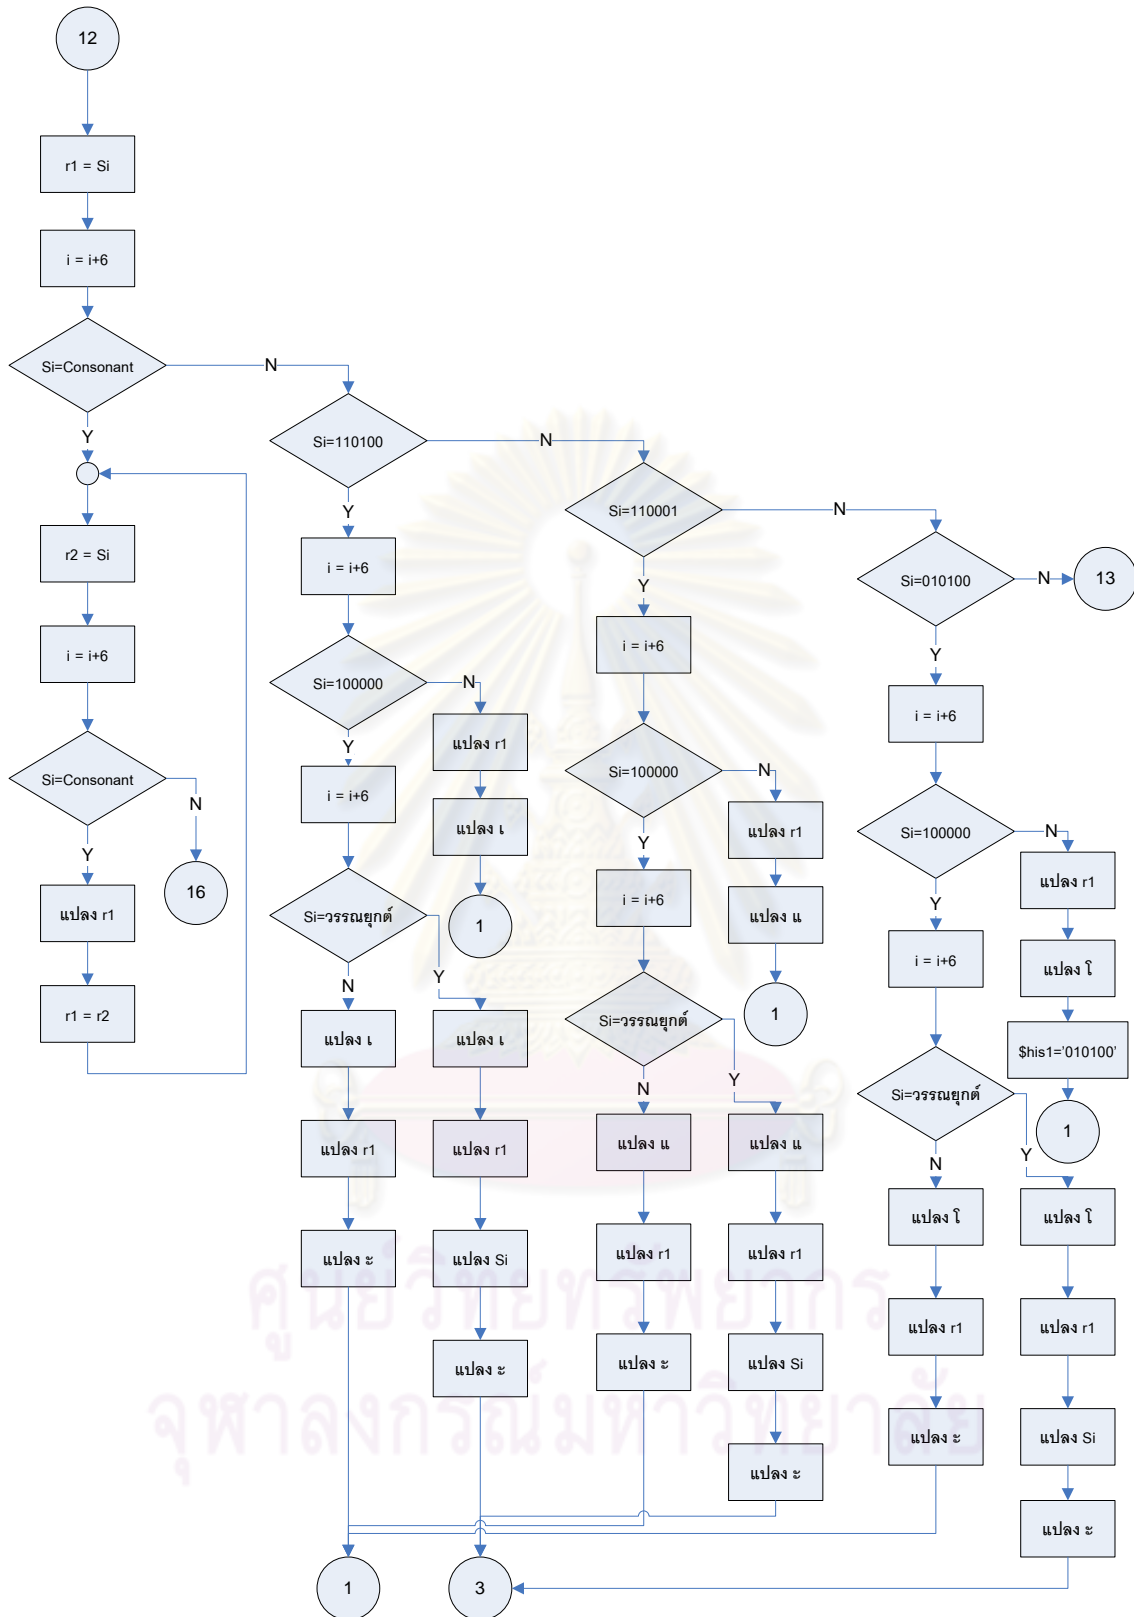 12
r1 = Si
i = i+6
Si=Consonant
N
Y
r2 = Si
i = i+6
Si=Consonant
N
Y
16
แปลง r1
r1 = r2
Si=110100
N
Y
i = i+6
Si=100000
N
Y
แปลง r1
i = i+6
แปลง เ
1
Si=วรรณยุกต์
Y
N
แปลง เ
แปลง เ
แปลง r1
แปลง r1
แปลง ะ
แปลง Si
แปลง ะ
Si=110001
N
Y
i = i+6
Si=100000
N
Y
แปลง r1
i = i+6
แปลง แ
1
Si=วรรณยุกต์
Y
N
แปลง แ
แปลง แ
แปลง r1
แปลง r1
แปลง ะ
แปลง Si
แปลง ะ
Si=010100
N
13
Y
i = i+6
Si=100000
N
Y
แปลง r1
i = i+6
แปลง โ
$his1='010100'
1
Si=วรรณยุกต์
Y
N
แปลง โ
แปลง โ
แปลง r1
แปลง r1
แปลง ะ
แปลง Si
แปลง ะ
1
3
ศูนย์วิทยทรัพยากร
จุฬาลงกรณ์มหาวิทยาลัย